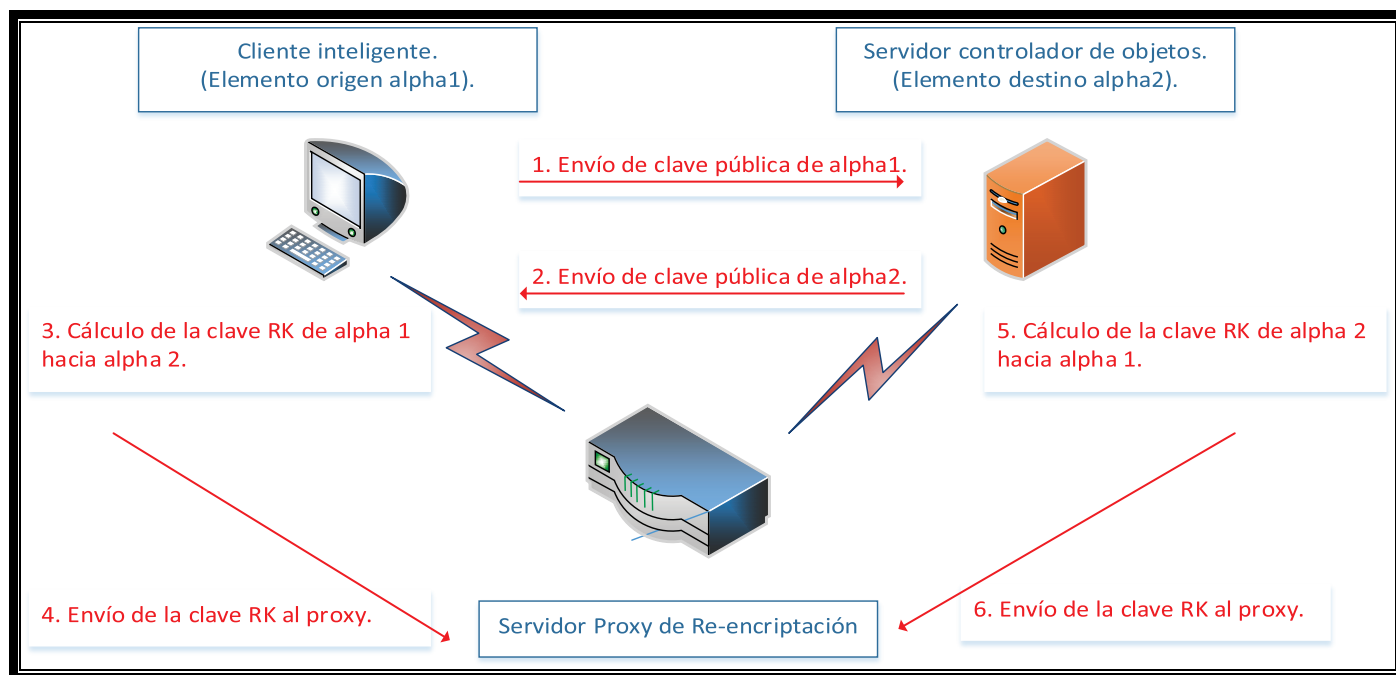 Cliente inteligente.
(Elemento origen alpha1).
Servidor controlador de objetos.
(Elemento destino alpha2).
1. Envío de clave pública de alpha1.
2. Envío de clave pública de alpha2.
3. Cálculo de la clave RK de alpha 1
hacia alpha 2.
5. Cálculo de la clave RK de alpha 2
hacia alpha 1.
4. Envío de la clave RK al proxy.
Servidor Proxy de Re-encriptación
6. Envío de la clave RK al proxy.